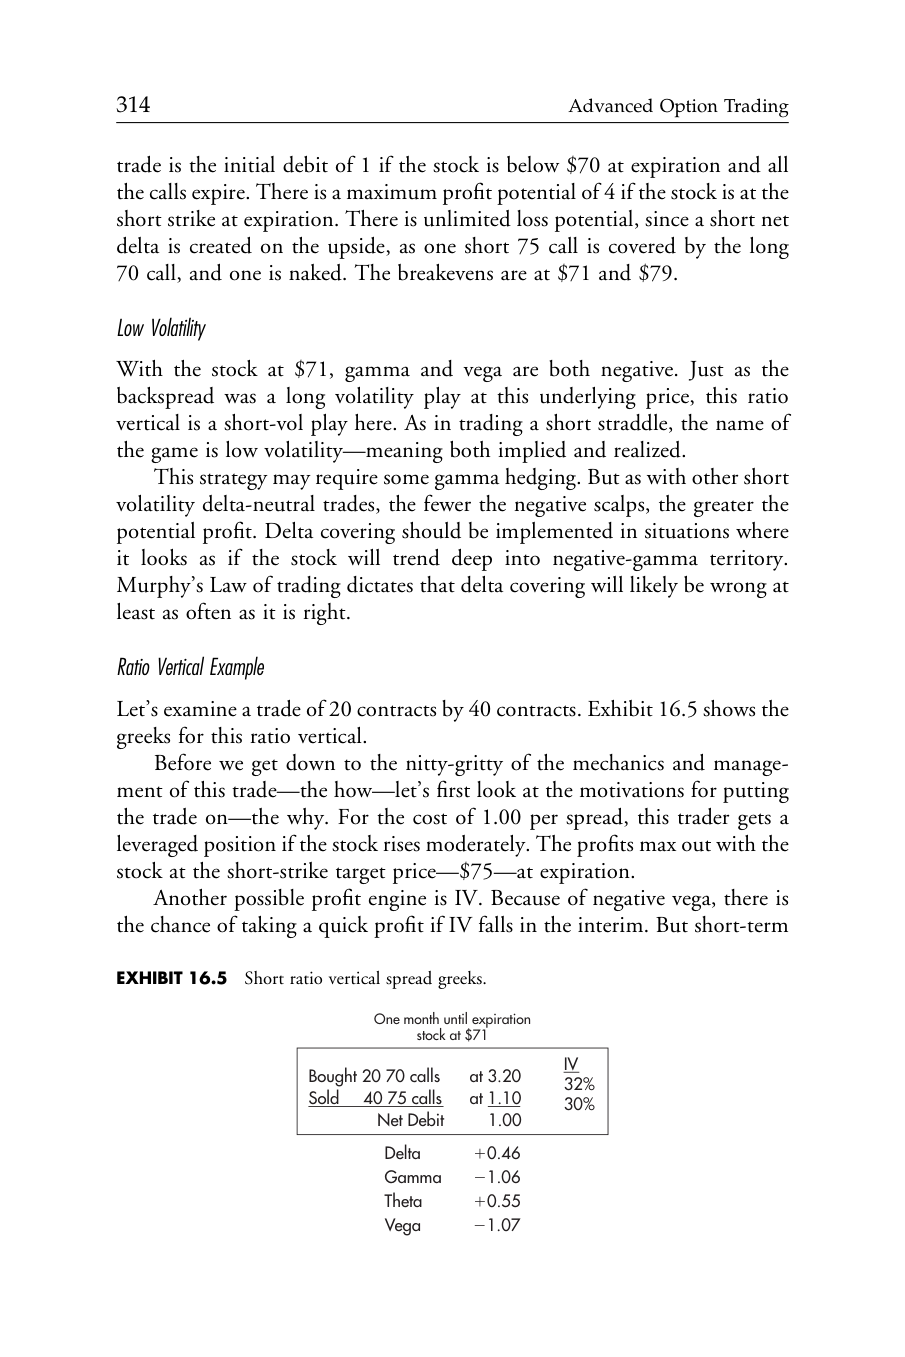 314
Advanced Option Trading
trade is the initial debit of 1 if the stock is below $70 at expiration and all
the calls expire. There is a maximum profit potential of 4 if the stock is at the
short strike at expiration. There is unlimited loss potential, since a short net
delta is created on the upside, as one short 75 call is covered by the long
70 call, and one is naked. The breakevens are at $71 and $79.
Low Volatility
With the stock at $71, gamma and vega are both negative. Just as the
backspread was a long volatility play at this underlying price, this ratio
vertical is a short-vol play here. As in trading a short straddle, the name of
the game is low volatility—meaning both implied and realized.
This strategy may require some gamma hedging. But as with other short
volatility delta-neutral trades, the fewer the negative scalps, the greater the
potential profit. Delta covering should be implemented in situations where
it looks as if the stock will trend deep into negative-gamma territory.
Murphy's Law of trading dictates that delta covering will likely be wrong at
least as often as it is right.
Ratio Vertical Example
Let's examine a trade of 20 contracts by 40 contracts. Exhibit 16.5 shows the
greeks for this ratio vertical.
Before we get down to the nitty-gritty of the mechanics and manage-
ment of this trade—the how—let's first look at the motivations for putting
the trade on—the why. For the cost of 1.00 per spread, this trader gets a
leveraged position if the stock rises moderately. The profits max out with the
stock at the short-strike target price—$75—at expiration.
Another possible profit engine is IV. Because of negative vega, there is
the chance of taking a quick profit if IV falls in the interim. But short-term
EXHIBIT 16.5 Short ratio vertical spread greeks.
One month until expiration
stock at $71
IV
Bought 20 70 calls at 3.20 32%
Sold 40 75 calls at 1.10 30%
Net Debit 1.00
Delta +0.46
Gamma −1.06
Theta +0.55
Vega −1.07